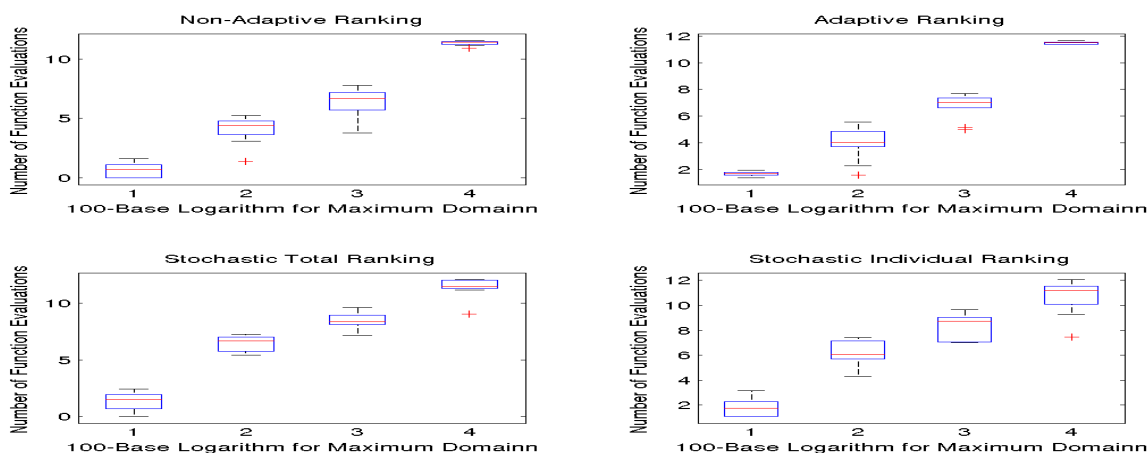 Non-Adaptive Ranking
Number of Function Evaluations
10
5
0
1 2 3 4
100-Base Logarithm for Maximum Domainn
Adaptive Ranking
Number of Function Evaluations
12
10
8
6
4
2
1 2 3 4
100-Base Logarithm for Maximum Domainn
Stochastic Total Ranking
Number of Function Evaluations
10
5
0
1 2 3 4
100-Base Logarithm for Maximum Domainn
Stochastic Individual Ranking
Number of Function Evaluations
12
10
8
6
4
2
1 2 3 4
100-Base Logarithm for Maximum Domainn